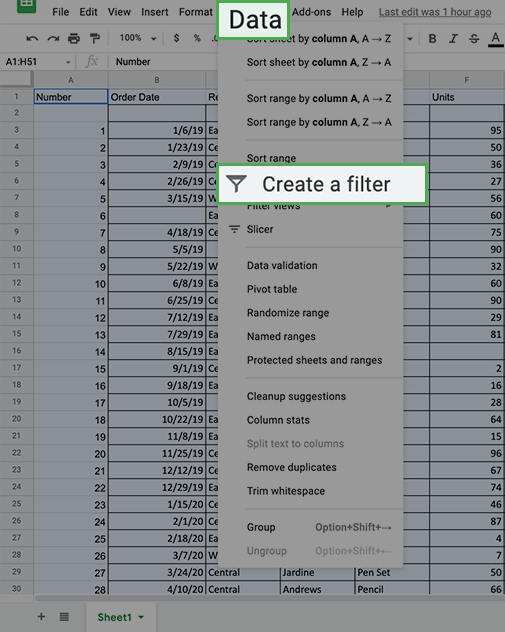 File Edit View Insert Format Data Add-ons Help Last edit was 1 hour ago
100% $ % B I S A
A1:H51 fx Number
A B F
1 Number Order Date Units
Sort sheet by column A, A → Z
Sort sheet by column A, Z → A
Sort range by column A, A → Z
Sort range by column A, Z → A
Sort range
Create a filter
Filter views
Slicer
Data validation
Pivot table
Randomize range
Named ranges
Protected sheets and ranges
Cleanup suggestions
Column stats
Split text to columns
Remove duplicates
Trim whitespace
Group Option+Shift+→
Ungroup Option+Shift+←
2
3 1 1/6/19 Ea 95
4 2 1/23/19 Ce 50
5 3 2/9/19 Ce 36
6 4 2/26/19 Ce 27
7 5 3/15/19 W 56
8 6 Ea 60
9 7 4/18/19 Ce 75
10 8 5/5/19 90
11 9 5/22/19 W 32
12 10 6/8/19 Ea 60
13 11 6/25/19 Ce 90
14 12 7/12/19 Ea 29
15 13 7/29/19 Ea 81
16 14 8/15/19 Ea
17 15 9/1/19 Ce 2
18 16 9/18/19 Ea 16
19 17 10/5/19 28
20 18 10/22/19 Ea 64
21 19 11/8/19 Ea 15
22 20 11/25/19 Ce 96
23 21 12/12/19 Ce 67
24 22 12/29/19 Ea 74
25 23 1/15/20 Ce 46
26 24 2/1/20 Ce 87
27 25 2/18/20 Ea 4
28 26 3/7/20 W 7
29 27 3/24/20 Central Jardine Pen Set 50
30 28 4/10/20 Central Andrews Pencil 66
Sheet1